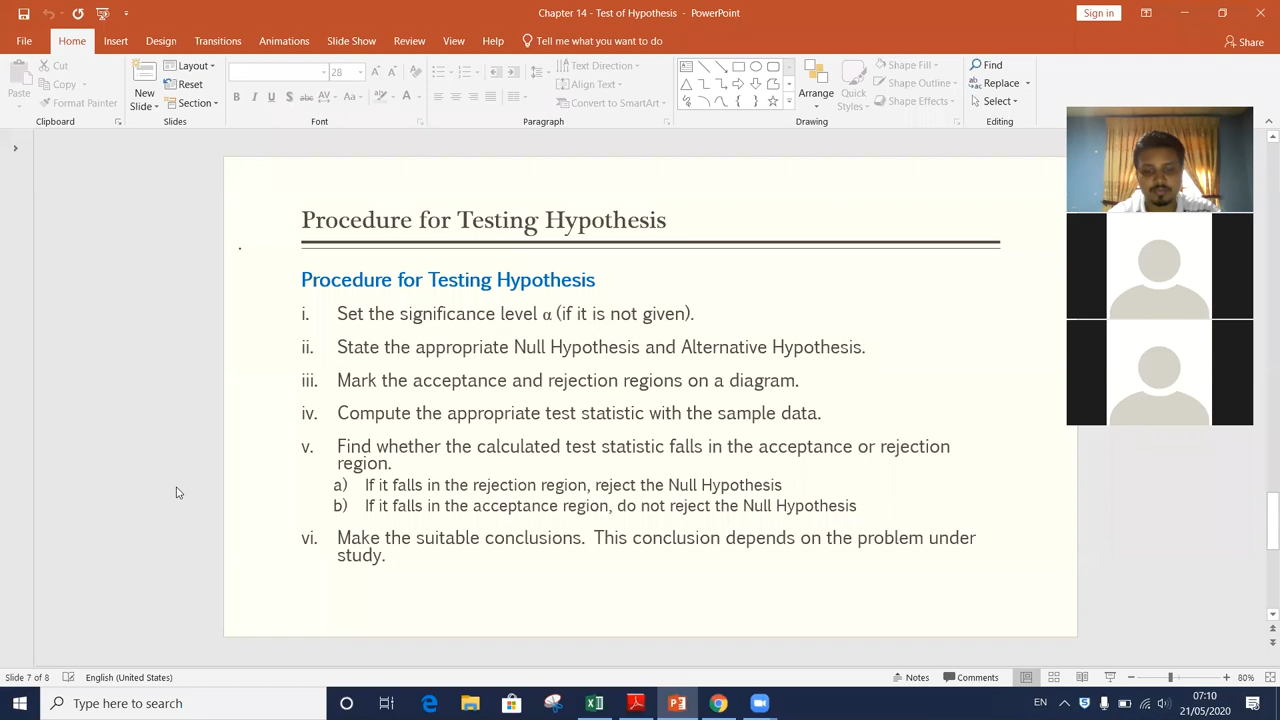 Chapter 14 - Test of Hypothesis - PowerPoint
Sign in
File Home Insert Design Transitions Animations Slide Show Review View Help Tell me what you want to do
Share
Paste
Cut
Copy
Format Painter
Clipboard
New
Slide
Layout
Reset
Section
Slides
28
B I U S abc AV Aa A
Font
Text Direction
Align Text
Convert to SmartArt
Paragraph
Arrange
Quick
Styles
Shape Fill
Shape Outline
Shape Effects
Drawing
Find
Replace
Select
Editing
Procedure for Testing Hypothesis
Procedure for Testing Hypothesis
i. Set the significance level α (if it is not given).
ii. State the appropriate Null Hypothesis and Alternative Hypothesis.
iii. Mark the acceptance and rejection regions on a diagram.
iv. Compute the appropriate test statistic with the sample data.
v. Find whether the calculated test statistic falls in the acceptance or rejection
region.
a) If it falls in the rejection region, reject the Null Hypothesis
b) If it falls in the acceptance region, do not reject the Null Hypothesis
vi. Make the suitable conclusions. This conclusion depends on the problem under
study.
Slide 7 of 8 English (United States)
Notes Comments 80%
Type here to search
EN
07:10
21/05/2020